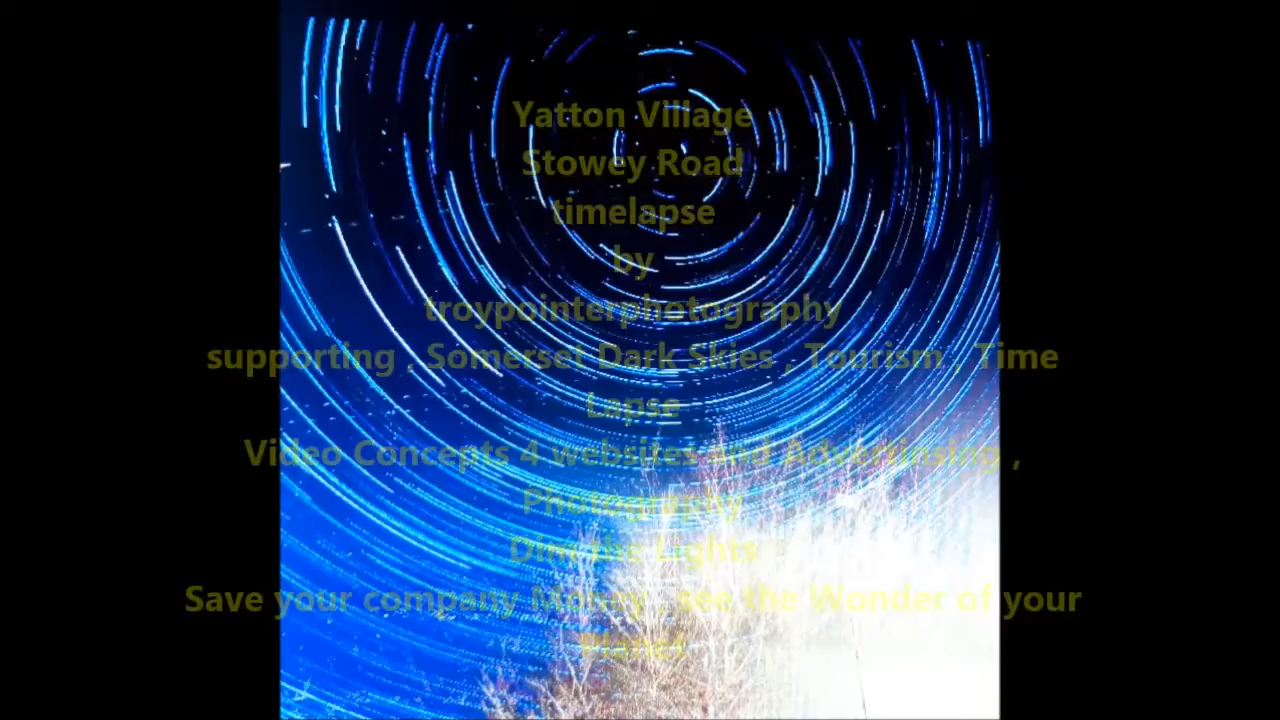 Yatton Village
Stowey Road
timelapse
by
troypointerphotography
supporting , Somerset Dark Skies , Tourism , Time
Lapse
Video Concepts 4 websites and Adverrinsing ,
Photography
Dim the Lights
Save your company Money , see the Wonder of your
Planet